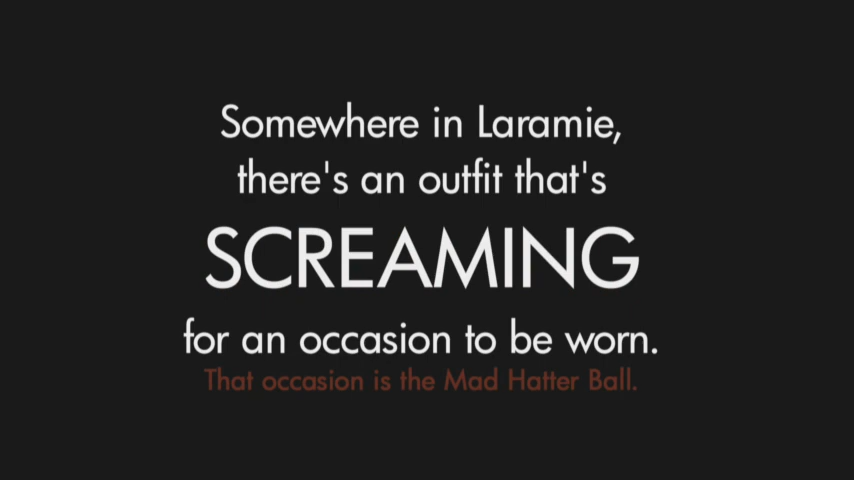 Somewhere in Laramie,
there's an outfit that's
SCREAMING
for an occasion to be worn.
That occasion is the Mad Hatter Ball.